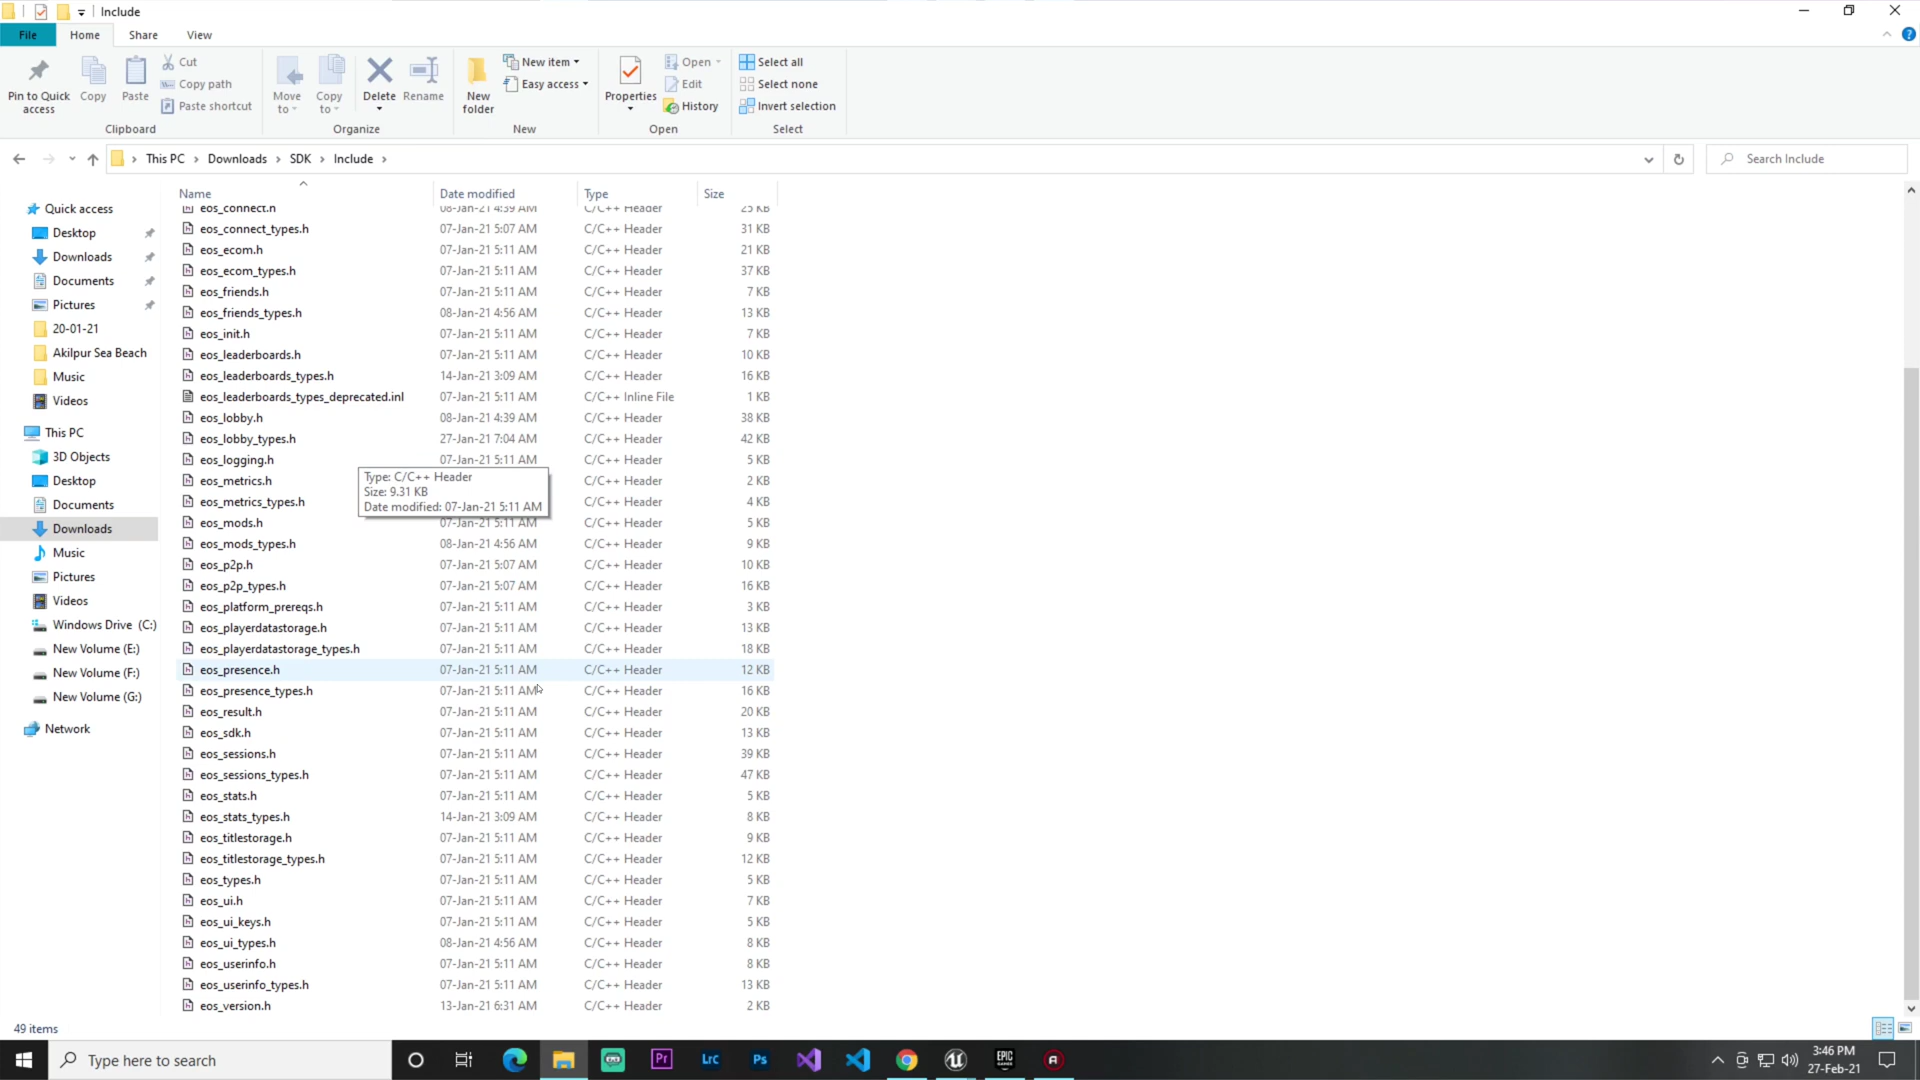 Include
File Home Share View
Pin to Quick access
Copy
Paste
Cut
Copy path
Paste shortcut
Clipboard
Move to
Copy to
Delete
Rename
Organize
New folder
New item
Easy access
New
Properties
Open
Edit
History
Open
Select all
Select none
Invert selection
Select
This PC > Downloads > SDK > Include >
Search Include
Quick access
Desktop
Downloads
Documents
Pictures
20-01-21
Akilpur Sea Beach
Music
Videos
This PC
3D Objects
Desktop
Documents
Downloads
Music
Pictures
Videos
Windows Drive (C:)
New Volume (E:)
New Volume (F:)
New Volume (G:)
Network
Name Date modified Type Size
eos_connect.h 08-Jan-21 4:39 AM C/C++ Header 25 KB
eos_connect_types.h 07-Jan-21 5:07 AM C/C++ Header 31 KB
eos_ecom.h 07-Jan-21 5:11 AM C/C++ Header 21 KB
eos_ecom_types.h 07-Jan-21 5:11 AM C/C++ Header 37 KB
eos_friends.h 07-Jan-21 5:11 AM C/C++ Header 7 KB
eos_friends_types.h 08-Jan-21 4:56 AM C/C++ Header 13 KB
eos_init.h 07-Jan-21 5:11 AM C/C++ Header 7 KB
eos_leaderboards.h 07-Jan-21 5:11 AM C/C++ Header 10 KB
eos_leaderboards_types.h 14-Jan-21 3:09 AM C/C++ Header 16 KB
eos_leaderboards_types_deprecated.inl 07-Jan-21 5:11 AM C/C++ Inline File 1 KB
eos_lobby.h 08-Jan-21 4:39 AM C/C++ Header 38 KB
eos_lobby_types.h 27-Jan-21 7:04 AM C/C++ Header 42 KB
eos_logging.h 07-Jan-21 5:11 AM C/C++ Header 5 KB
eos_metrics.h C/C++ Header 2 KB
eos_metrics_types.h C/C++ Header 4 KB
Type: C/C++ Header
Size: 9.31 KB
Date modified: 07-Jan-21 5:11 AM
eos_mods.h 07-Jan-21 5:11 AM C/C++ Header 5 KB
eos_mods_types.h 08-Jan-21 4:56 AM C/C++ Header 9 KB
eos_p2p.h 07-Jan-21 5:07 AM C/C++ Header 10 KB
eos_p2p_types.h 07-Jan-21 5:07 AM C/C++ Header 16 KB
eos_platform_prereqs.h 07-Jan-21 5:11 AM C/C++ Header 3 KB
eos_playerdatastorage.h 07-Jan-21 5:11 AM C/C++ Header 13 KB
eos_playerdatastorage_types.h 07-Jan-21 5:11 AM C/C++ Header 18 KB
eos_presence.h 07-Jan-21 5:11 AM C/C++ Header 12 KB
eos_presence_types.h 07-Jan-21 5:11 AM C/C++ Header 16 KB
eos_result.h 07-Jan-21 5:11 AM C/C++ Header 20 KB
eos_sdk.h 07-Jan-21 5:11 AM C/C++ Header 13 KB
eos_sessions.h 07-Jan-21 5:11 AM C/C++ Header 39 KB
eos_sessions_types.h 07-Jan-21 5:11 AM C/C++ Header 47 KB
eos_stats.h 07-Jan-21 5:11 AM C/C++ Header 5 KB
eos_stats_types.h 14-Jan-21 3:09 AM C/C++ Header 8 KB
eos_titlestorage.h 07-Jan-21 5:11 AM C/C++ Header 9 KB
eos_titlestorage_types.h 07-Jan-21 5:11 AM C/C++ Header 12 KB
eos_types.h 07-Jan-21 5:11 AM C/C++ Header 5 KB
eos_ui.h 07-Jan-21 5:11 AM C/C++ Header 7 KB
eos_ui_keys.h 07-Jan-21 5:11 AM C/C++ Header 5 KB
eos_ui_types.h 08-Jan-21 4:56 AM C/C++ Header 8 KB
eos_userinfo.h 07-Jan-21 5:11 AM C/C++ Header 8 KB
eos_userinfo_types.h 07-Jan-21 5:11 AM C/C++ Header 13 KB
eos_version.h 13-Jan-21 6:31 AM C/C++ Header 2 KB
49 items
Type here to search
Pr
Lrc
Ps
EPIC GAMES
3:46 PM
27-Feb-21